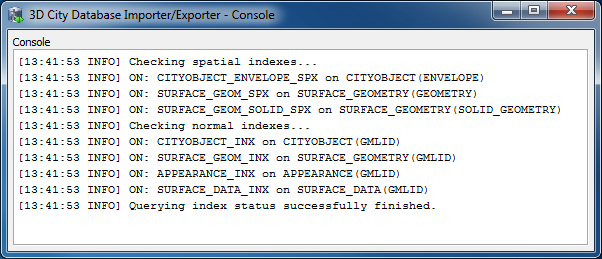 3D City Database Importer/Exporter - Console
Console
[13:41:53 INFO] Checking spatial indexes...
[13:41:53 INFO] ON: CITYOBJECT_ENVELOPE_SPX on CITYOBJECT(ENVELOPE)
[13:41:53 INFO] ON: SURFACE_GEOM_SPX on SURFACE_GEOMETRY(GEOMETRY)
[13:41:53 INFO] ON: SURFACE_GEOM_SOLID_SPX on SURFACE_GEOMETRY(SOLID_GEOMETRY)
[13:41:53 INFO] Checking normal indexes...
[13:41:53 INFO] ON: CITYOBJECT_INX on CITYOBJECT(GMLID)
[13:41:53 INFO] ON: SURFACE_GEOM_INX on SURFACE_GEOMETRY(GMLID)
[13:41:53 INFO] ON: APPEARANCE_INX on APPEARANCE(GMLID)
[13:41:53 INFO] ON: SURFACE_DATA_INX on SURFACE_DATA(GMLID)
[13:41:53 INFO] Querying index status successfully finished.